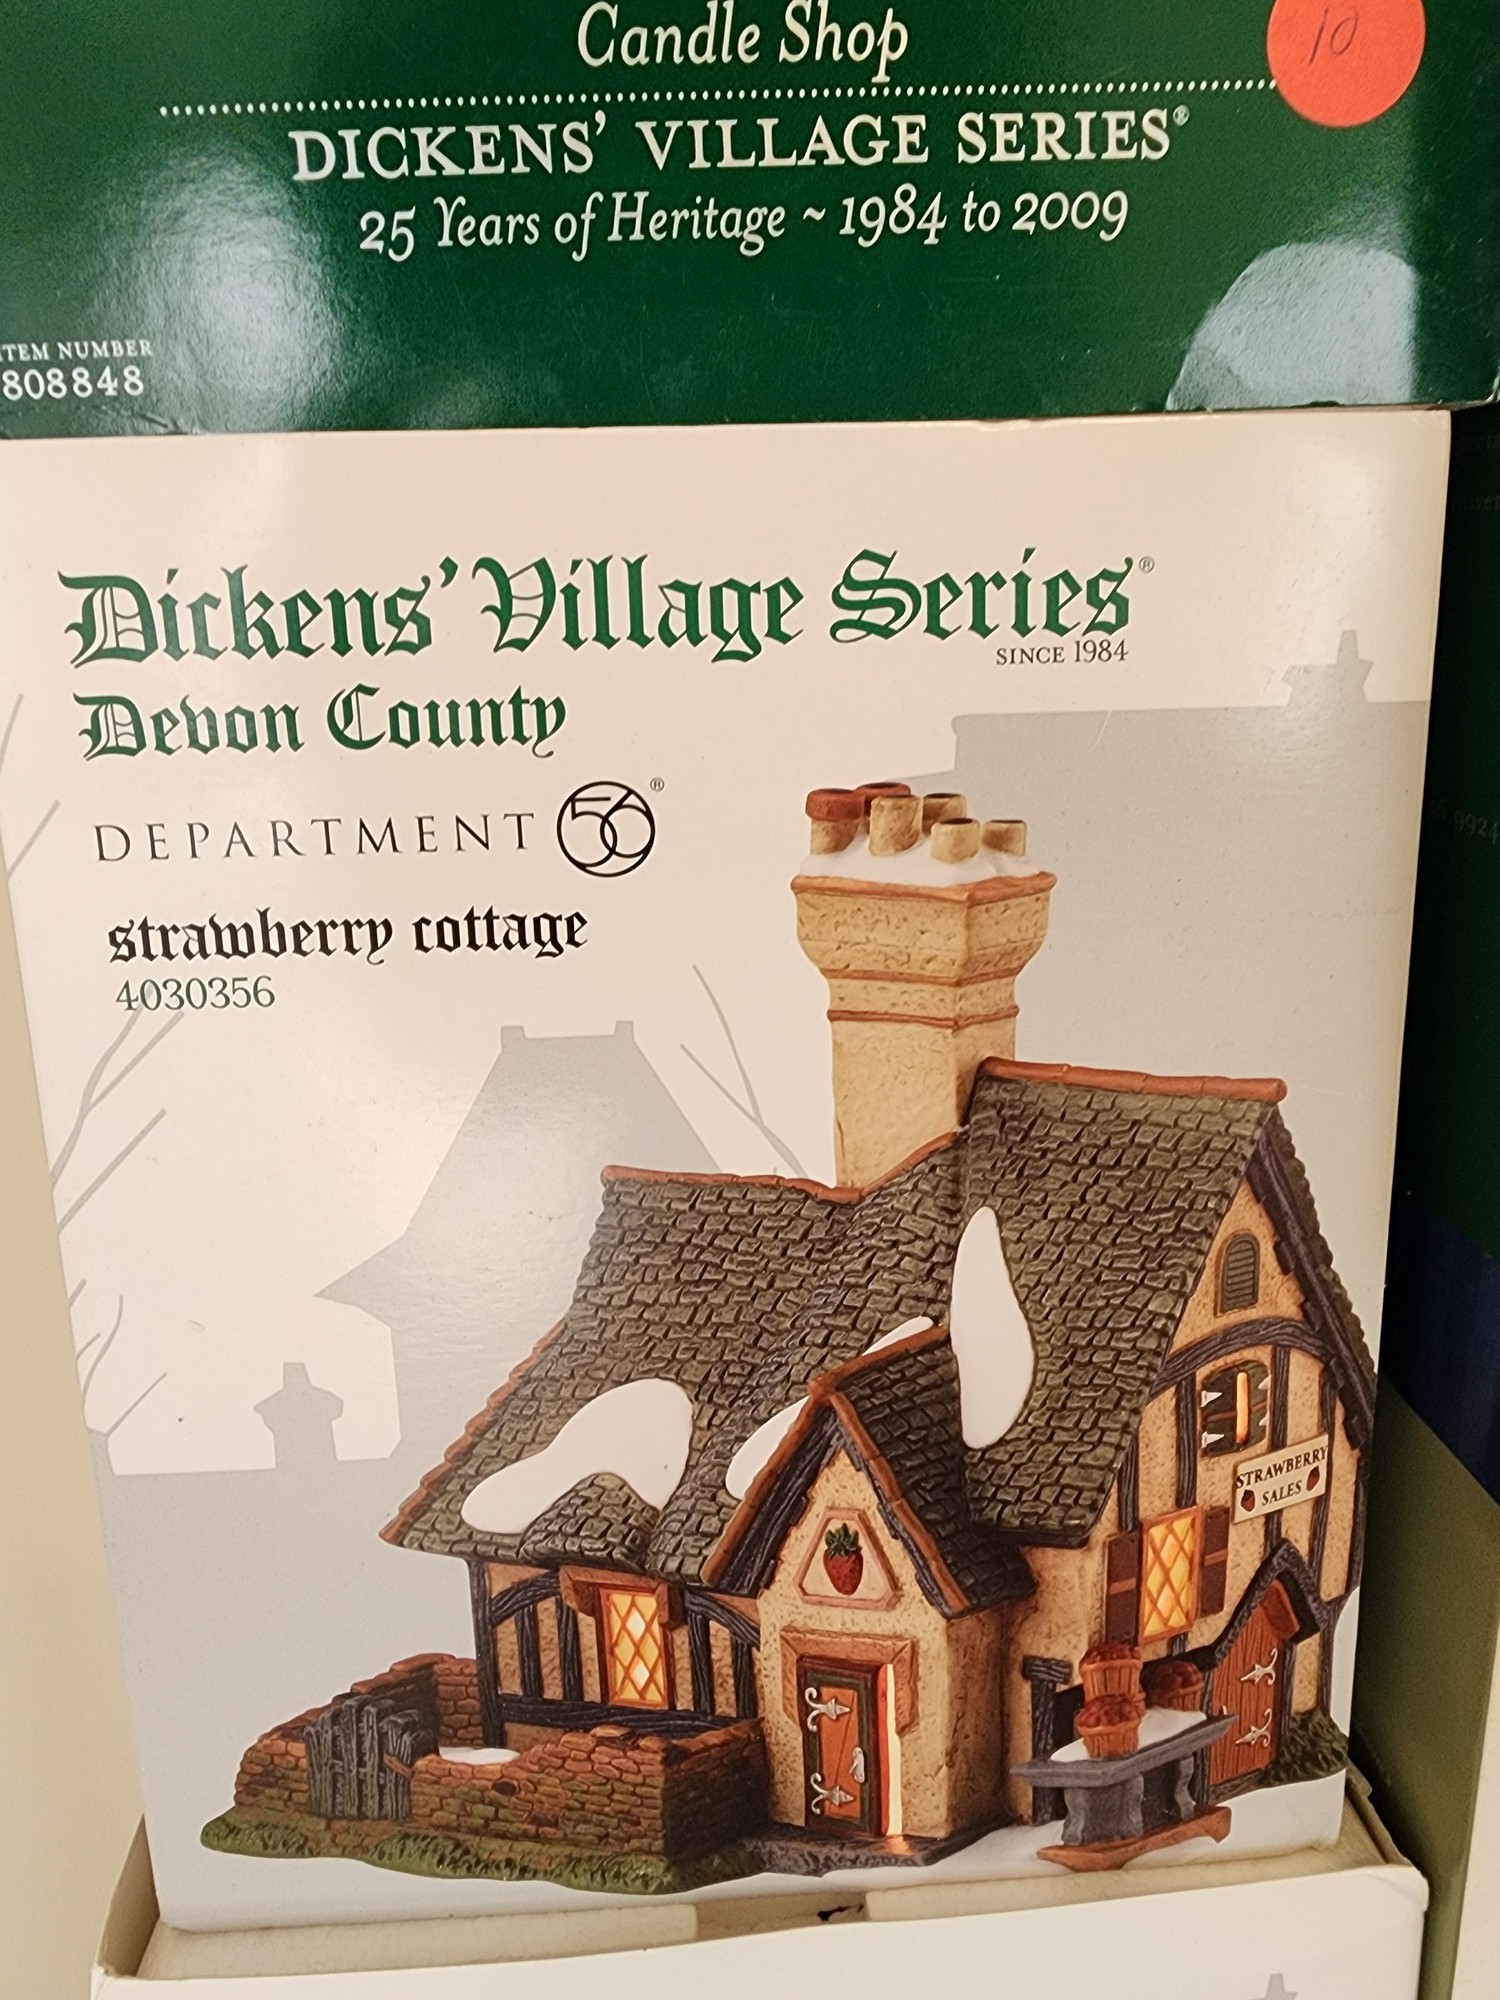 Candle Shop
10
DICKENS' VILLAGE SERIES®
25 Years of Heritage ~ 1984 to 2009
ITEM NUMBER
808848
Dickens' Village Series®
SINCE 1984
Devon County
DEPARTMENT 56®
strawberry cottage
4030356
STRAWBERRY
SALES